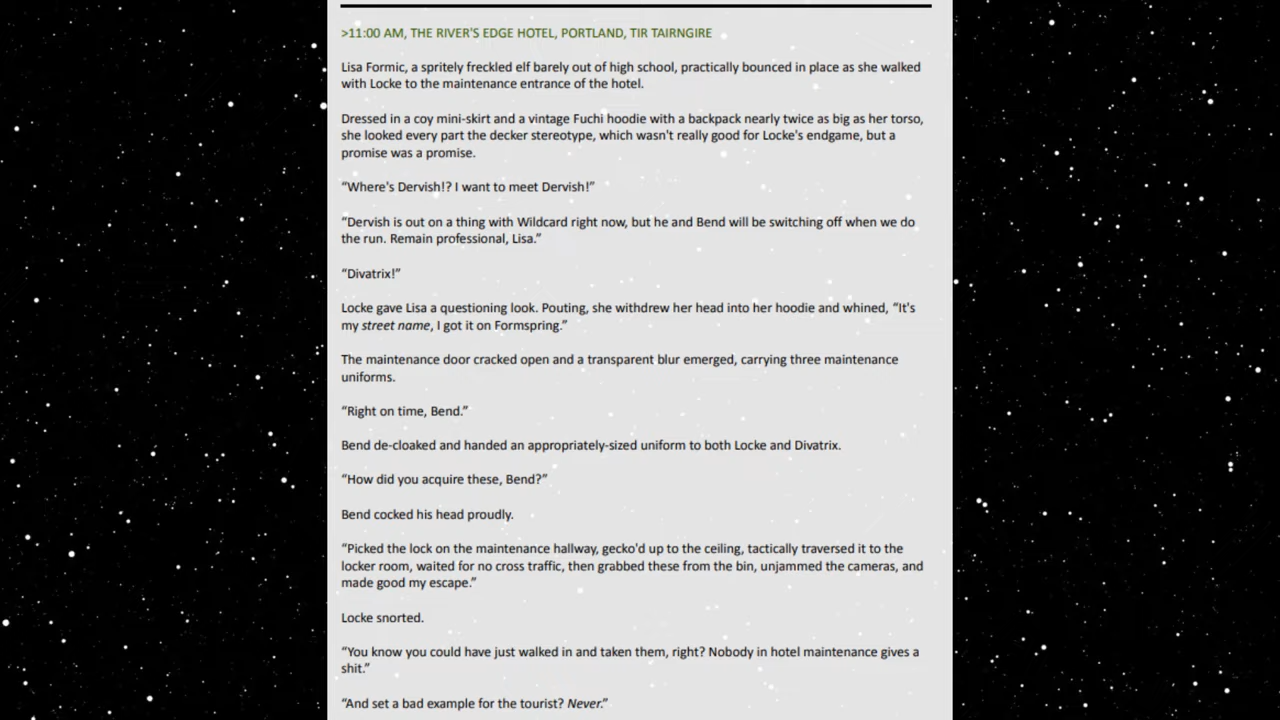 >11:00 AM, THE RIVER'S EDGE HOTEL, PORTLAND, TIR TAIRNGIRE
Lisa Formic, a spritely freckled elf barely out of high school, practically bounced in place as she walked
with Locke to the maintenance entrance of the hotel.
Dressed in a coy mini-skirt and a vintage Fuchi hoodie with a backpack nearly twice as big as her torso,
she looked every part the decker stereotype, which wasn't really good for Locke's endgame, but a
promise was a promise.
“Where's Dervish!? I want to meet Dervish!”
“Dervish is out on a thing with Wildcard right now, but he and Bend will be switching off when we do
the run. Remain professional, Lisa.”
“Divatrix!”
Locke gave Lisa a questioning look. Pouting, she withdrew her head into her hoodie and whined, “It's
my street name, I got it on Formspring.”
The maintenance door cracked open and a transparent blur emerged, carrying three maintenance
uniforms.
“Right on time, Bend.”
Bend de-cloaked and handed an appropriately-sized uniform to both Locke and Divatrix.
“How did you acquire these, Bend?”
Bend cocked his head proudly.
“Picked the lock on the maintenance hallway, gecko'd up to the ceiling, tactically traversed it to the
locker room, waited for no cross traffic, then grabbed these from the bin, unjammed the cameras, and
made good my escape.”
Locke snorted.
“You know you could have just walked in and taken them, right? Nobody in hotel maintenance gives a
shit.”
“And set a bad example for the tourist? Never.”